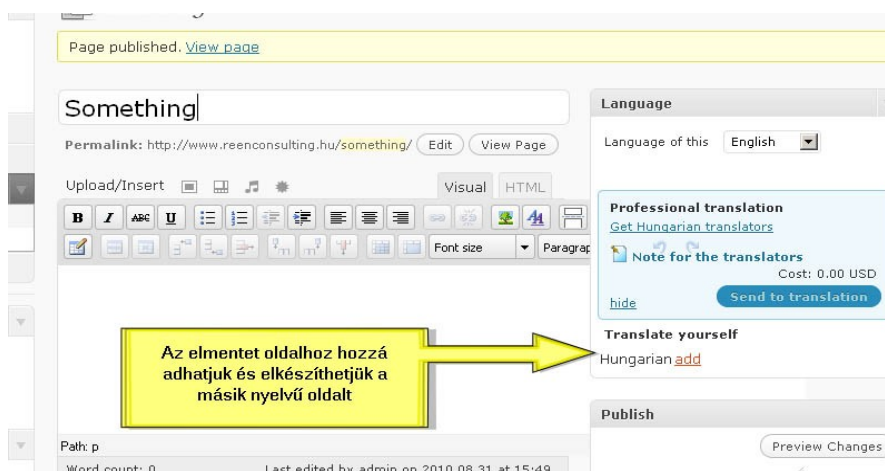 Page published. View page
Something
Permalink: http://www.reenconsulting.hu/something/ Edit View Page
Upload/Insert Visual HTML
B I ABC U
Font size Paragrap
Az elmentet oldalhoz hozzá
adhatjuk és elkészíthetjük a
másik nyelvű oldalt
Path: p
Word count: 0 Last edited by admin on 2010.08.31 at 15:49
Language
Language of this English
Professional translation
Get Hungarian translators
Note for the translators
Cost: 0.00 USD
hide Send to translation
Translate yourself
Hungarian add
Publish
Preview Changes